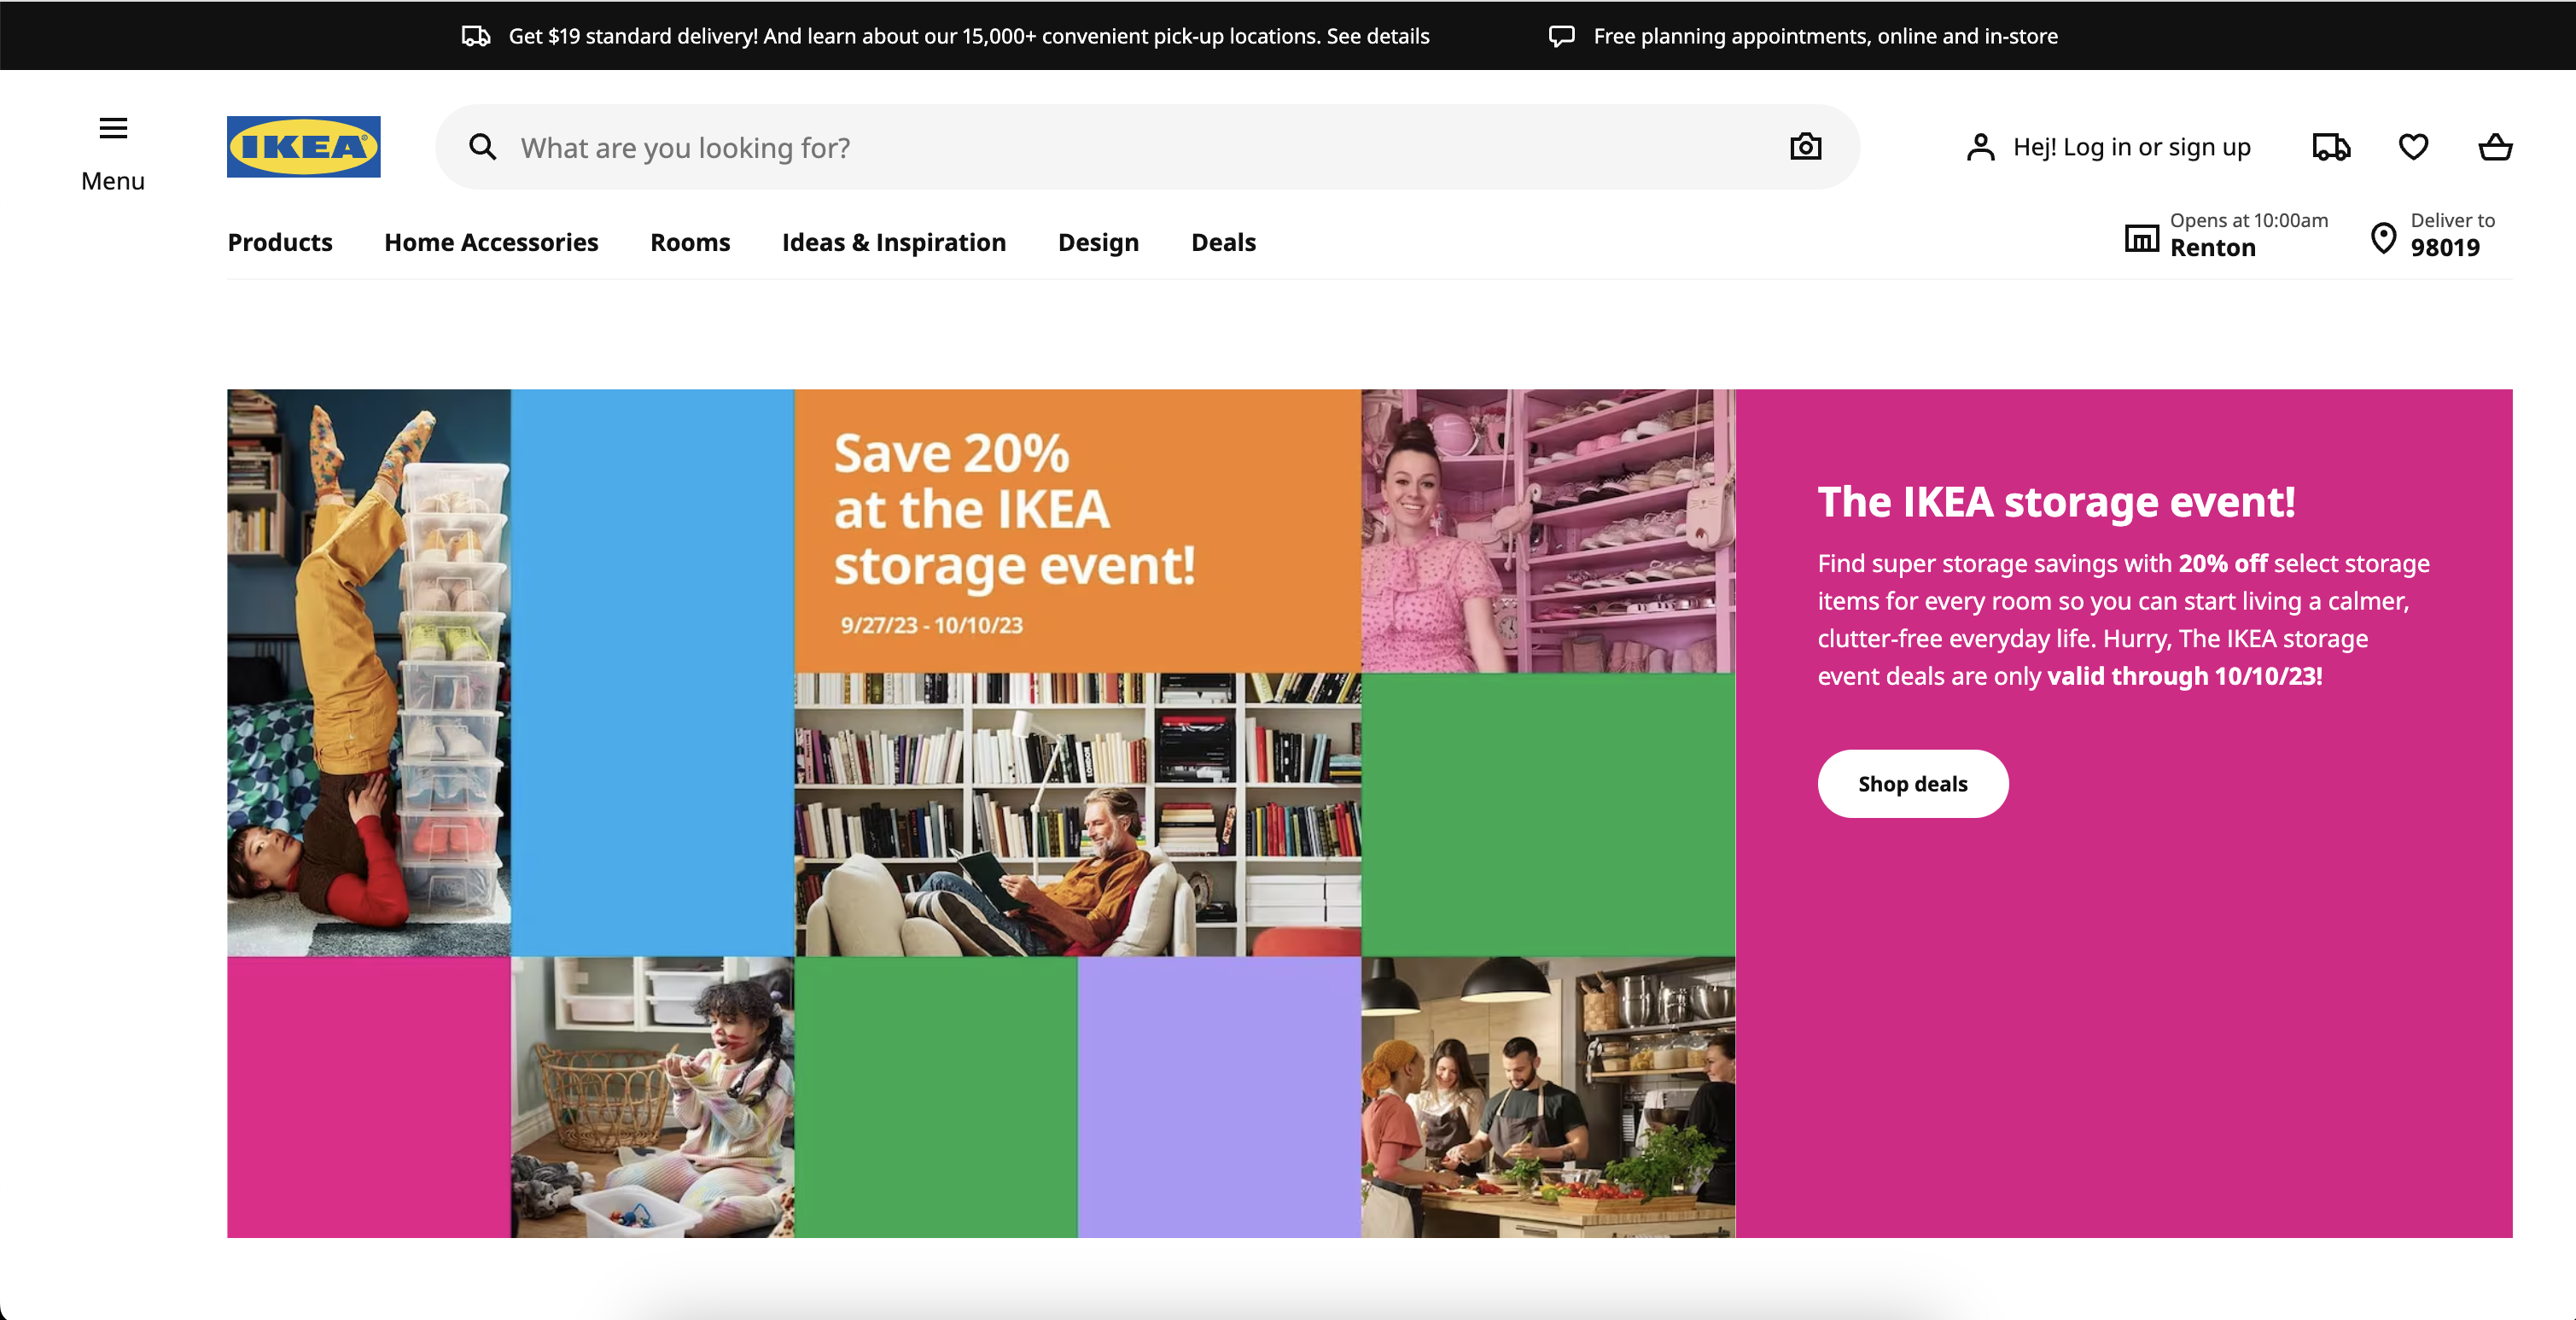 Get $19 standard delivery! And learn about our 15,000+ convenient pick-up locations. See details
Free planning appointments, online and in-store
Menu
IKEA
What are you looking for?
Hej! Log in or sign up
Products
Home Accessories
Rooms
Ideas & Inspiration
Design
Deals
Opens at 10:00am
Renton
Deliver to
98019
Save 20%
at the IKEA
storage event!
9/27/23 - 10/10/23
The IKEA storage event!
Find super storage savings with 20% off select storage
items for every room so you can start living a calmer,
clutter-free everyday life. Hurry, The IKEA storage
event deals are only valid through 10/10/23!
Shop deals